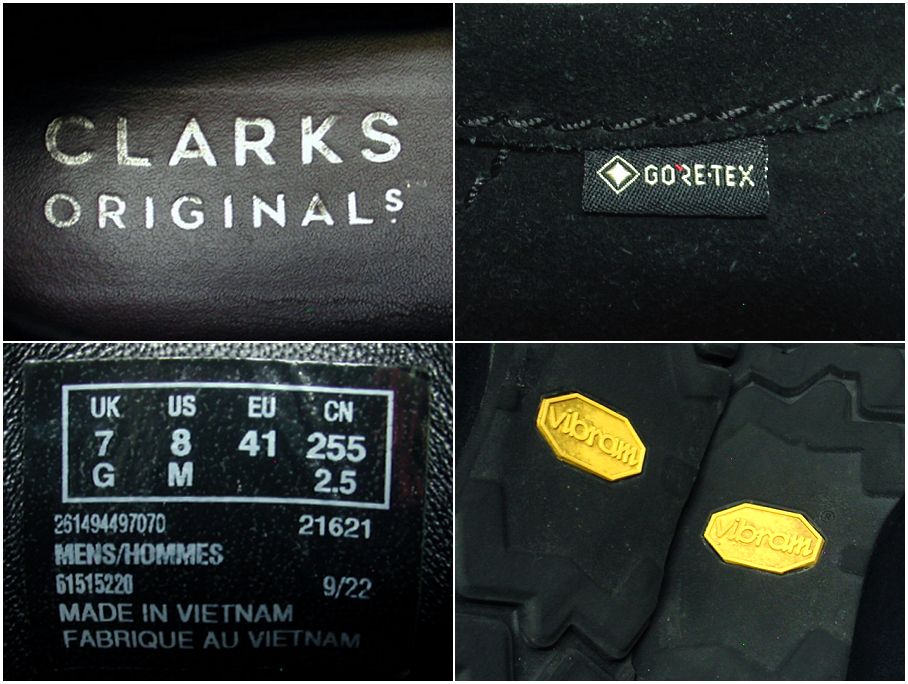 CLARKS
ORIGINALS
GORE-TEX
UK US EU CN
7 8 41 255
G M 2.5
261494497070 21621
MENS/HOMMES
61515220 9/22
MADE IN VIETNAM
FABRIQUE AU VIETNAM
Vibram
Vibram